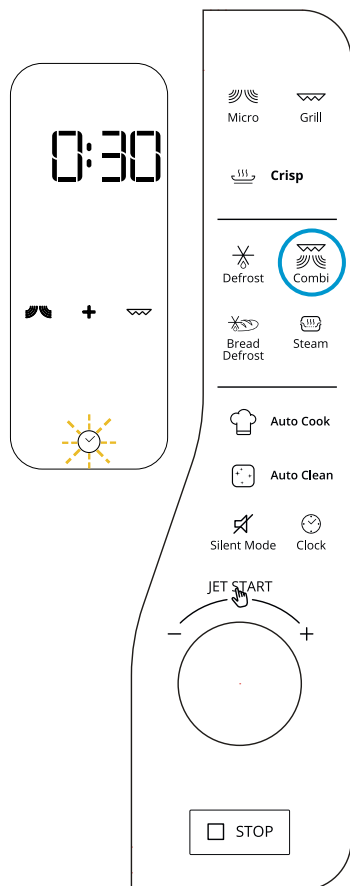 0:30
Micro Grill
Crisp
Defrost Combi
Bread Steam
Defrost
Auto Cook
Auto Clean
Silent Mode Clock
JET START
− +
STOP